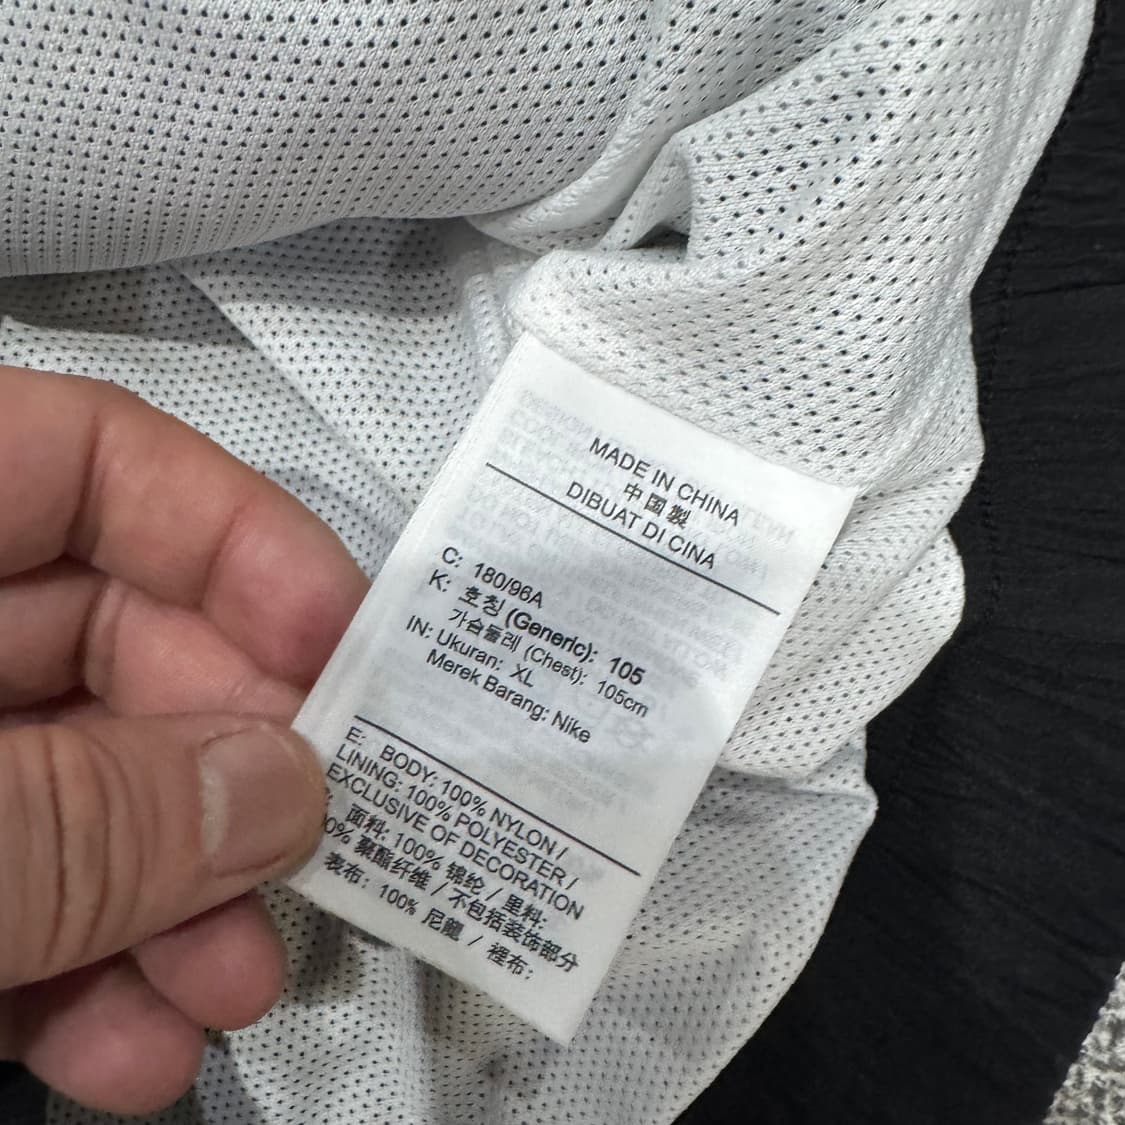 MADE IN CHINA
中国製
DIBUAT DI CINA
C: 180/96A
K: 호칭 (Generic): 105
가슴둘레 (Chest): 105cm
IN: Ukuran: XL
Merek Barang: Nike
E: BODY: 100% NYLON /
LINING: 100% POLYESTER /
EXCLUSIVE OF DECORATION
面料: 100% 锦纶 / 里料:
聚酯纤维 / 不包括装饰部分
表布: 100% 尼龍 / 裡布: